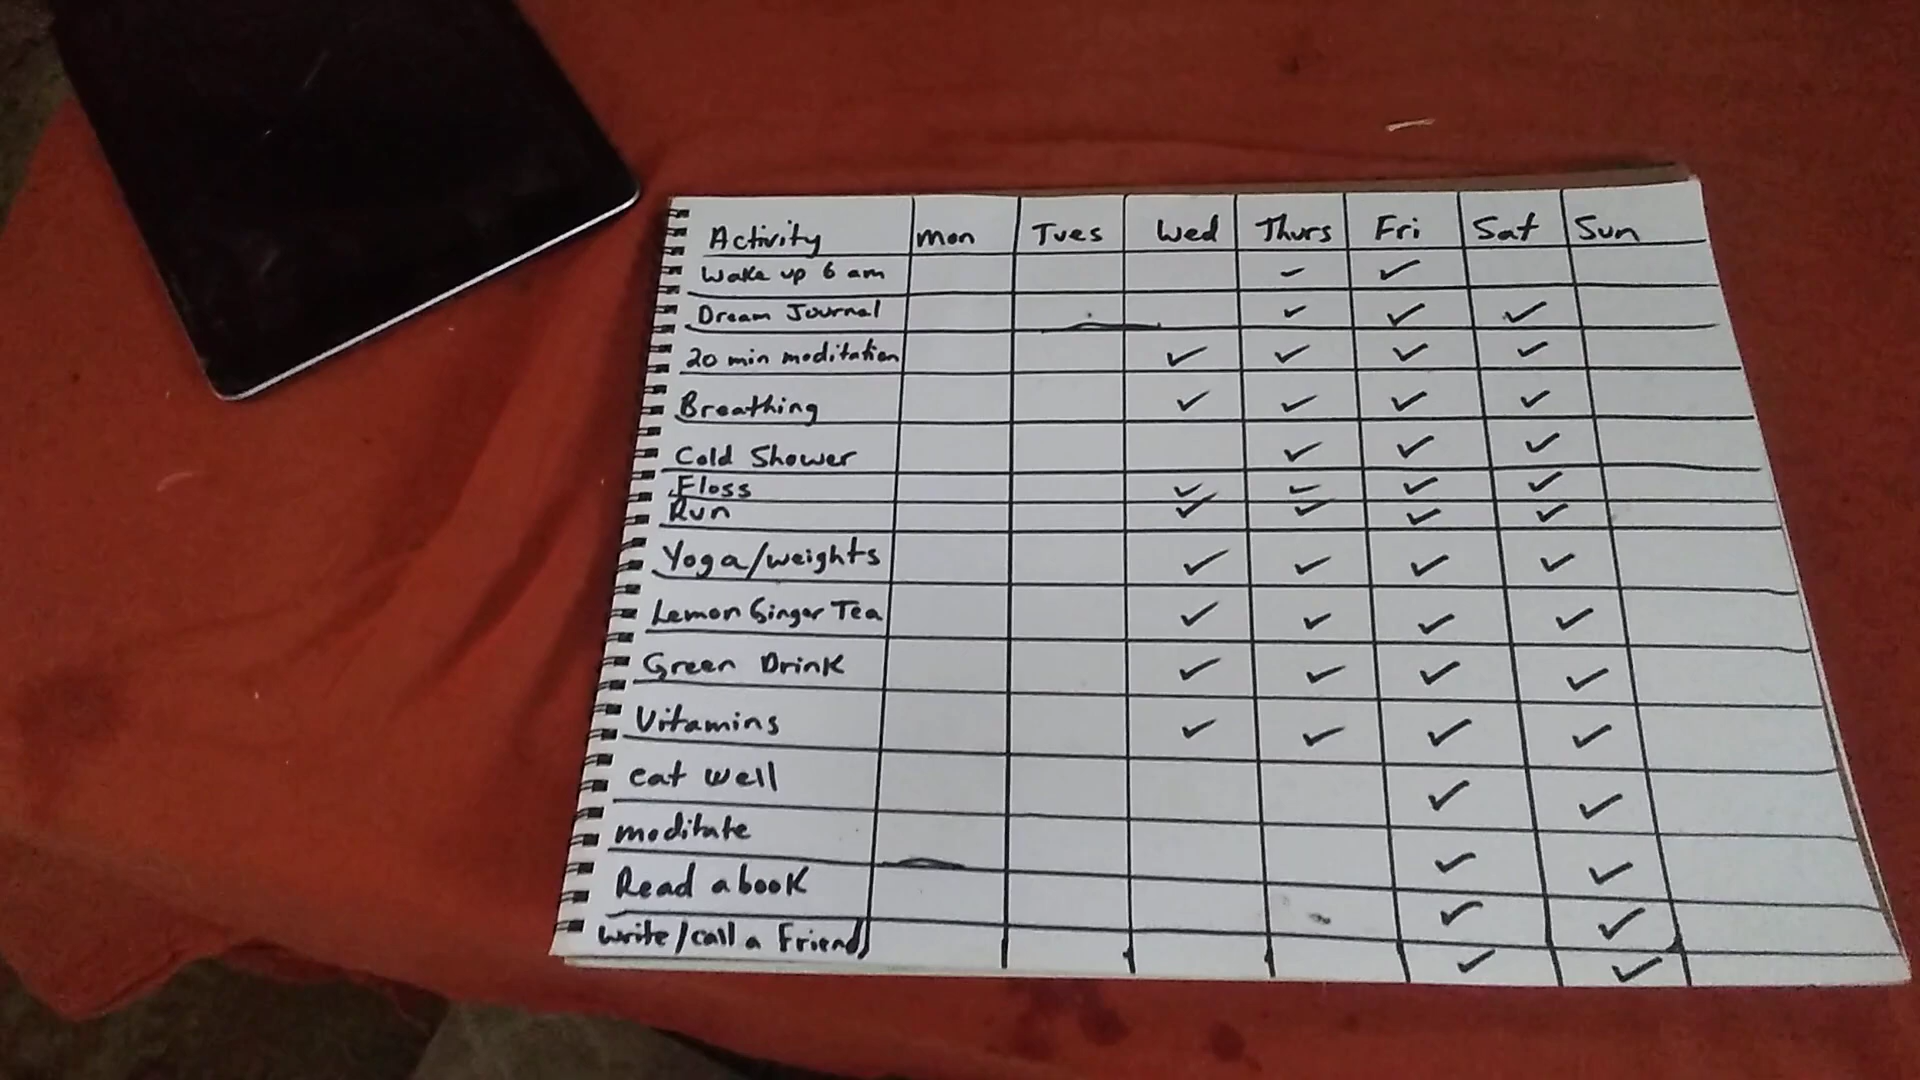 Activity mon Tues Wed Thurs Fri Sat Sun
Wake up 6 am ✓ ✓
Dream Journal ✓ ✓ ✓
20 min meditation ✓ ✓ ✓ ✓
Breathing ✓ ✓ ✓ ✓
Cold Shower ✓ ✓ ✓
Floss ✓ ✓ ✓ ✓
Run ✓ ✓ ✓ ✓
Yoga/weights ✓ ✓ ✓ ✓
Lemon Ginger Tea ✓ ✓ ✓ ✓
Green Drink ✓ ✓ ✓ ✓
Vitamins ✓ ✓ ✓ ✓
eat well ✓ ✓
meditate ✓ ✓
Read a book ✓ ✓
write/call a Friend ✓ ✓